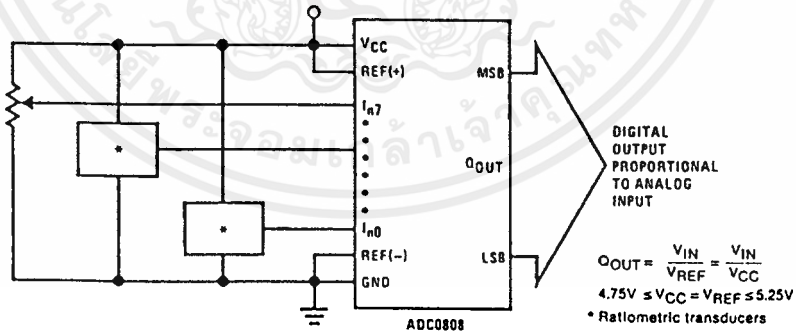 VCC
REF(+)
In7
*
*
In0
REF(−)
GND
MSB
QOUT
LSB
ADC0808
DIGITAL
OUTPUT
PROPORTIONAL
TO ANALOG
INPUT
QOUT = VIN/VREF = VIN/VCC
4.75V ≤ VCC = VREF ≤ 5.25V
* Ratiometric transducers